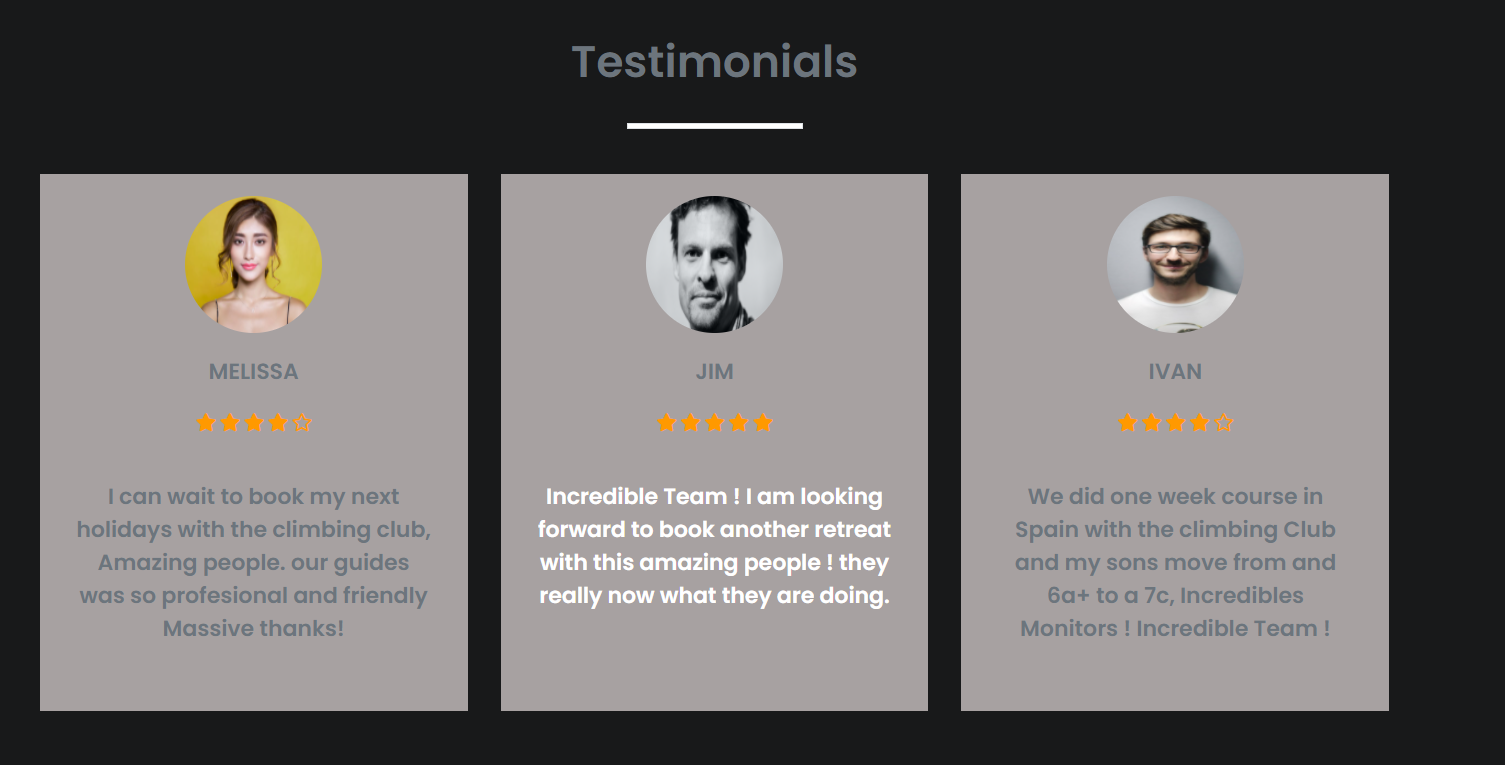 Testimonials
MELISSA
I can wait to book my next
holidays with the climbing club,
Amazing people. our guides
was so profesional and friendly
Massive thanks!
JIM
Incredible Team ! I am looking
forward to book another retreat
with this amazing people ! they
really now what they are doing.
IVAN
We did one week course in
Spain with the climbing Club
and my sons move from and
6a+ to a 7c, Incredibles
Monitors ! Incredible Team !